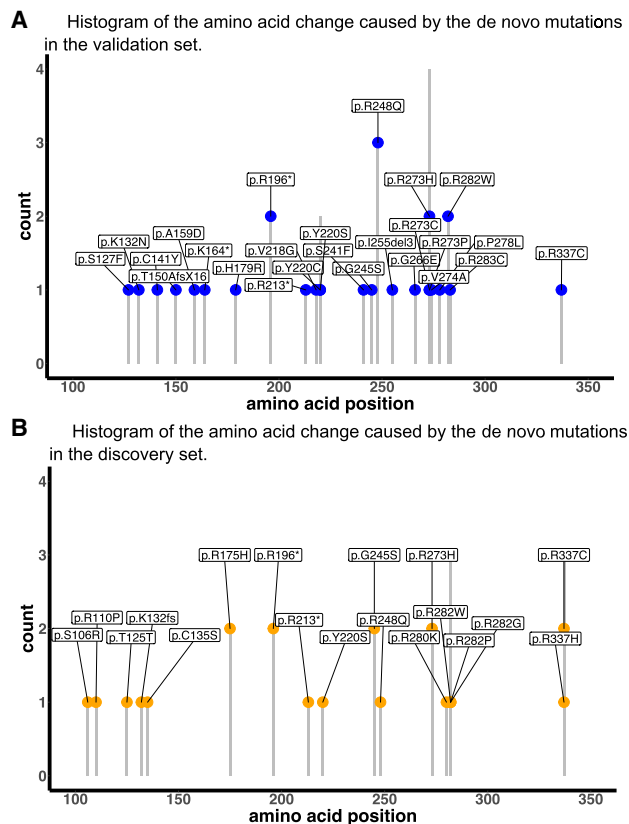 A
Histogram of the amino acid change caused by the de novo mutations
in the validation set.
4
3
2
1
0
count
p.R248Q
p.R196*
p.R273H
p.R282W
p.K132N
p.A159D
p.Y220S
p.R273C
p.S127F
p.C141Y
p.K164*
p.V218G
p.S241F
p.I255del3
p.R273P
p.P278L
p.T150AfsX16
p.H179R
p.Y220C
p.G245S
p.G266E
p.R283C
p.R213*
p.V274A
p.R337C
100
150
200
250
300
350
amino acid position
B
Histogram of the amino acid change caused by the de novo mutations
in the discovery set.
4
3
2
1
0
count
p.R175H
p.R196*
p.G245S
p.R273H
p.R337C
p.R110P
p.K132fs
p.R213*
p.R248Q
p.R282W
p.R282G
p.S106R
p.T125T
p.C135S
p.Y220S
p.R280K
p.R282P
p.R337H
100
150
200
250
300
350
amino acid position